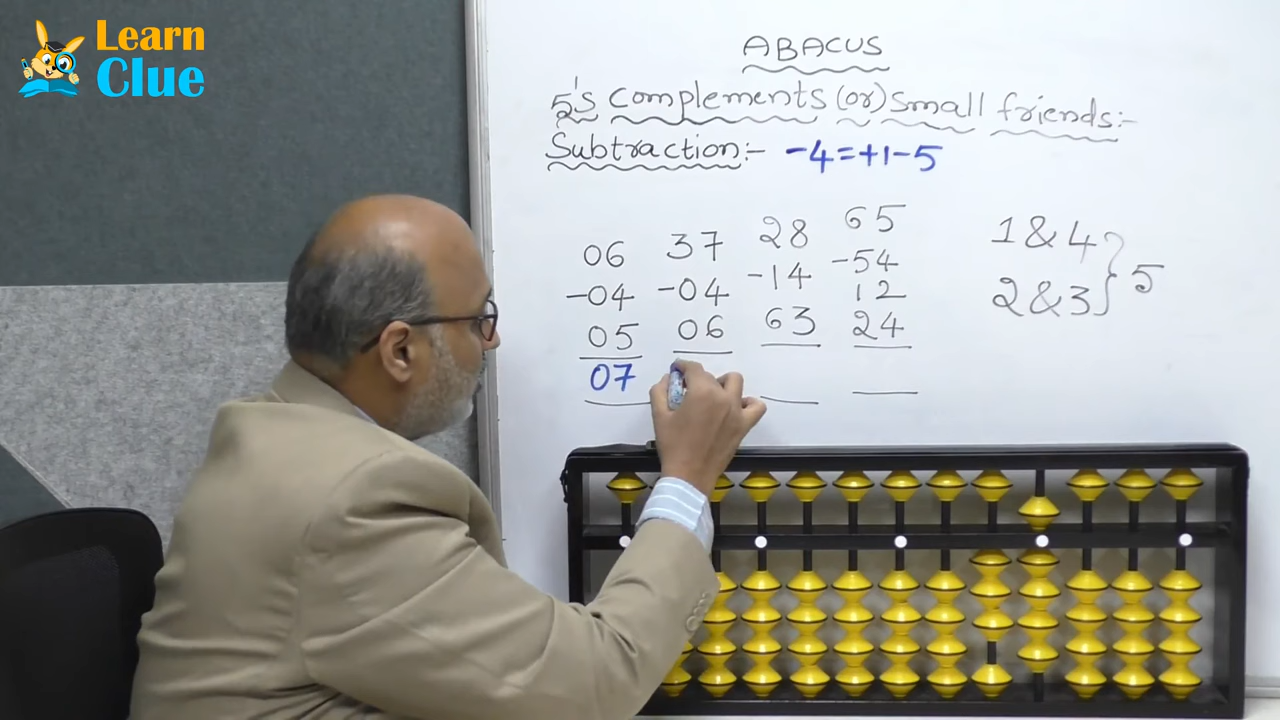 Learn
Clue
ABACUS
5's complements (or) small friends:-
Subtraction:- -4=+1-5
06 37 28 65
-04 -04 -14 -54
05 06 63 12
24
07
1&4
2&3 } 5